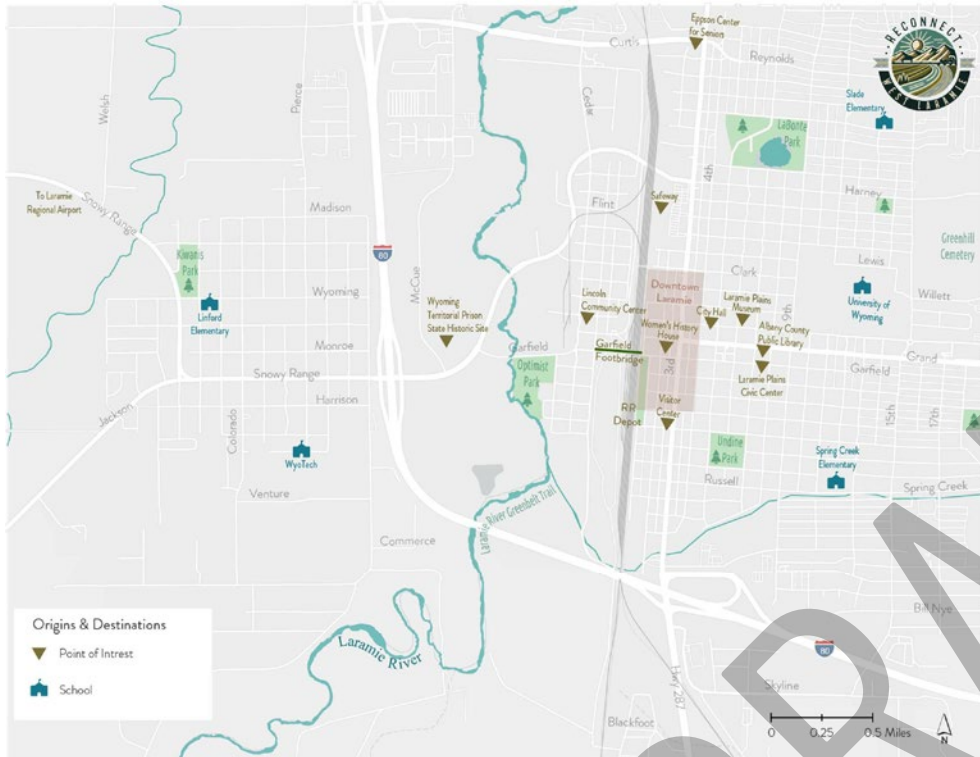 Eppson Center
for Seniors
Curtis
Reynolds
RECONNECT
WEST LARAMIE
Welsh
Pierce
Cedar
Slade
Elementary
LaBonte
Park
4th
To Laramie
Regional Airport
Snowy Range
Madison
Flint
Safeway
Harney
Greenhill
Cemetery
80
Kiwanis
Park
McCue
Clark
Lewis
Willett
Linford
Elementary
Wyoming
Wyoming
Territorial Prison
State Historic Site
Lincoln
Community Center
Downtown
Laramie
City Hall
Laramie Plains
Museum
9th
University of
Wyoming
Women's History
House
Albany County
Public Library
Monroe
Garfield
Garfield
Footbridge
Grand
Garfield
Snowy Range
Optimist
Park
3rd
Laramie Plains
Civic Center
Jackson
Harrison
Colorado
RR
Depot
Visitor
Center
15th
17th
WyoTech
Undine
Park
Russell
Spring Creek
Elementary
Spring Creek
Venture
Laramie River Greenbelt Trail
Commerce
Bill Nye
Origins & Destinations
Point of Intrest
School
Laramie River
80
Hwy 287
Skyline
Blackfoot
0 0.25 0.5 Miles
N